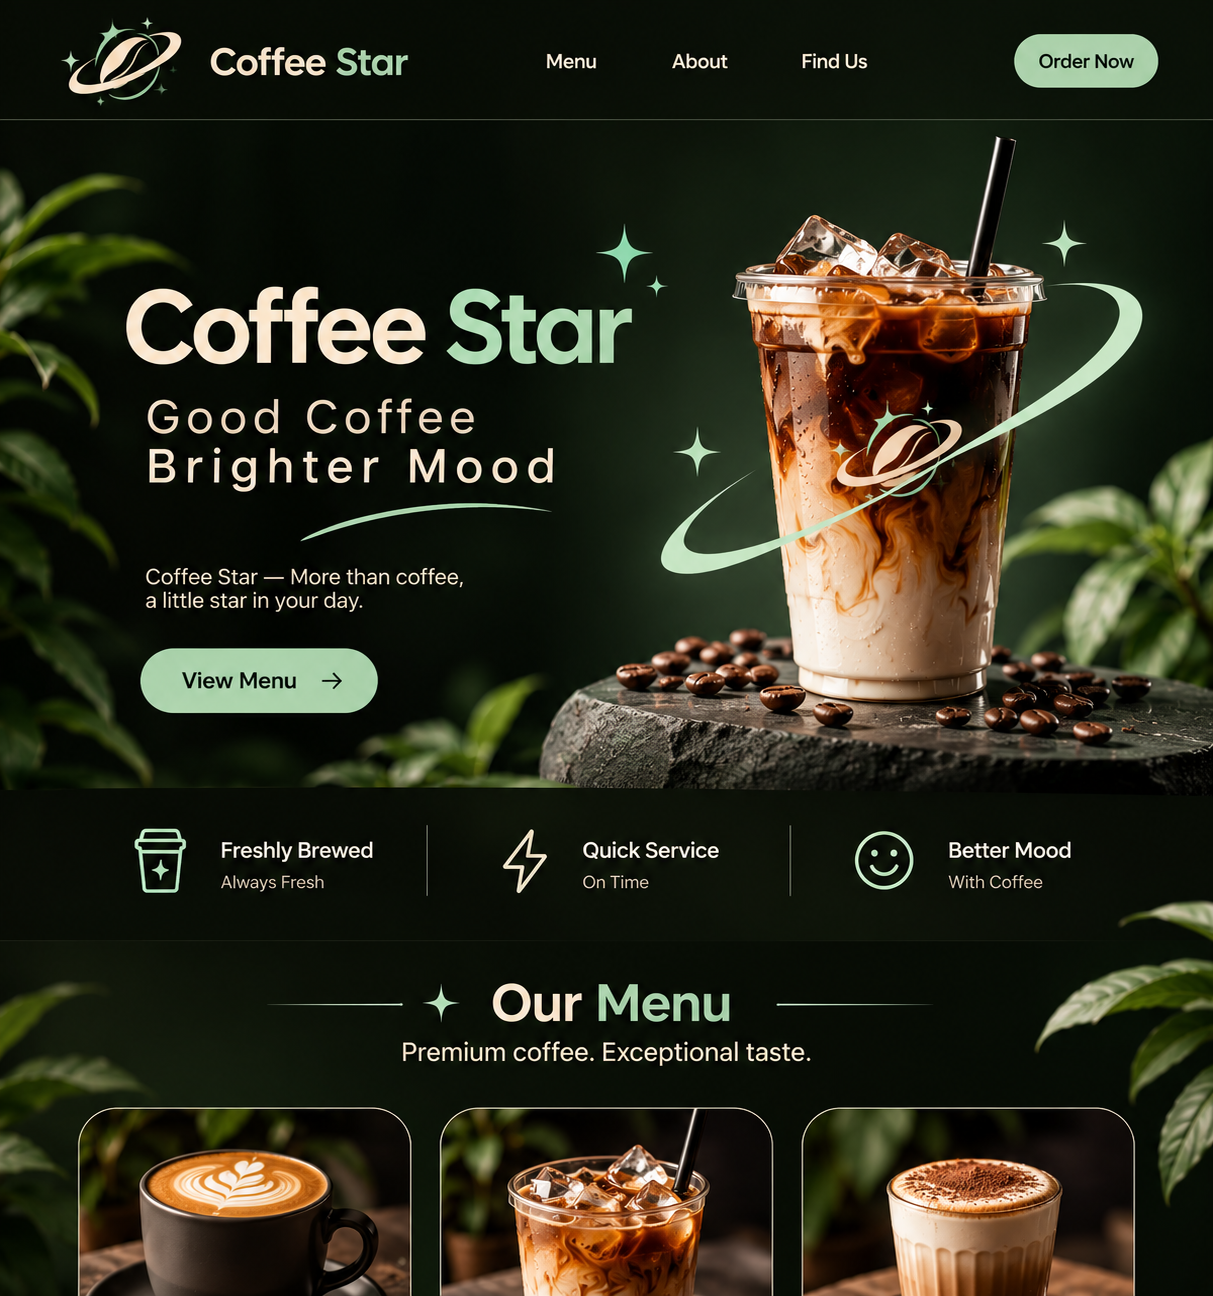 Coffee Star
Menu
About
Find Us
Order Now
Coffee Star
Good Coffee
Brighter Mood
Coffee Star — More than coffee,
a little star in your day.
View Menu →
Freshly Brewed
Always Fresh
Quick Service
On Time
Better Mood
With Coffee
Our Menu
Premium coffee. Exceptional taste.